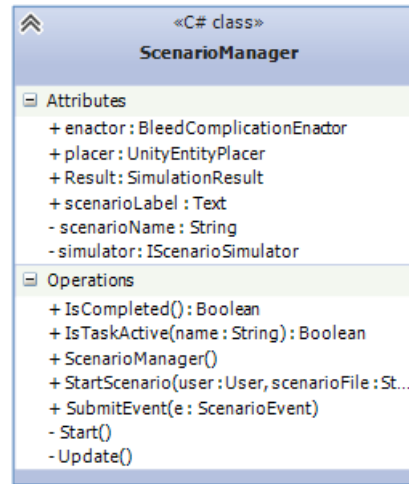 «C# class»
ScenarioManager
Attributes
+ enactor : BleedComplicationEnactor
+ placer : UnityEntityPlacer
+ Result : SimulationResult
+ scenarioLabel : Text
- scenarioName : String
- simulator : IScenarioSimulator
Operations
+ IsCompleted() : Boolean
+ IsTaskActive(name : String) : Boolean
+ ScenarioManager()
+ StartScenario(user : User, scenarioFile : St...
+ SubmitEvent(e : ScenarioEvent)
- Start()
- Update()